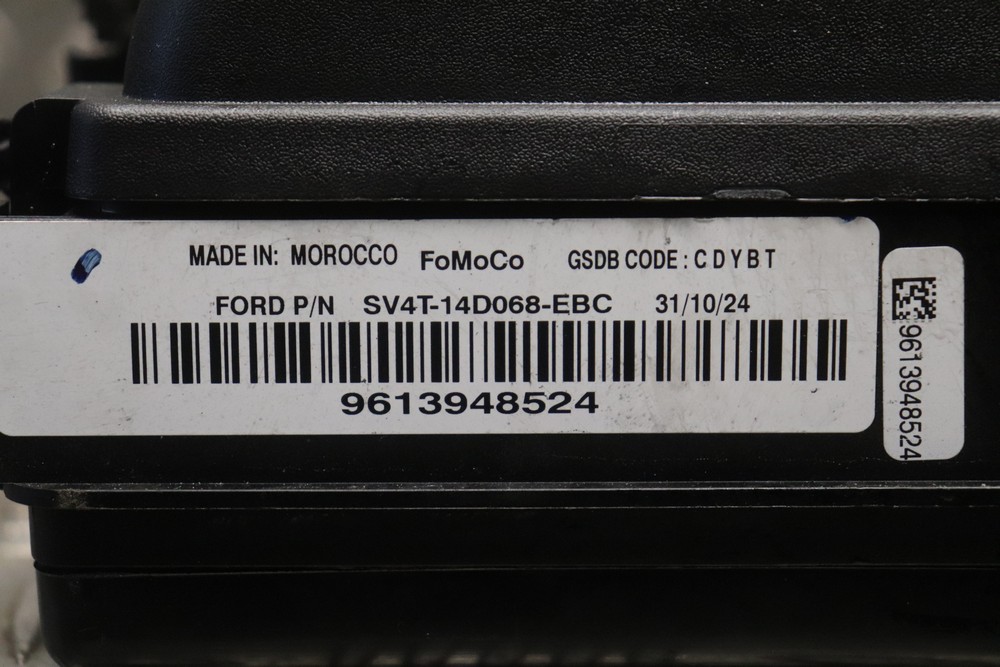 MADE IN: MOROCCO FoMoCo GSDB CODE: C D Y B T
FORD P/N SV4T-14D068-EBC 31/10/24
9613948524
9613948524